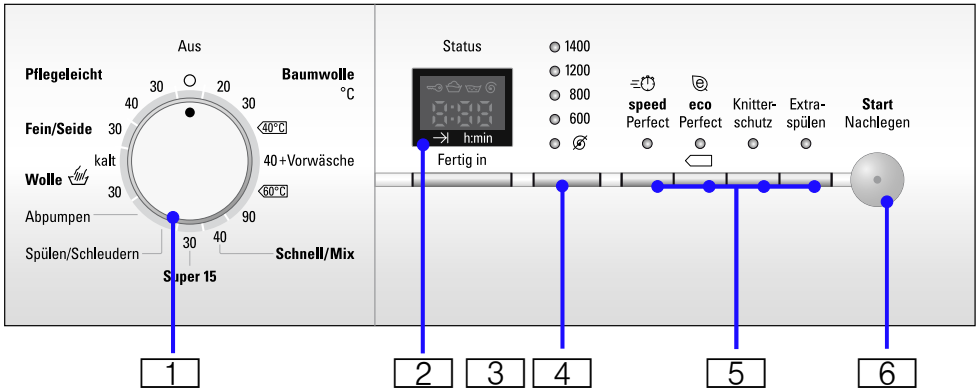 Aus
Pflegeleicht
Baumwolle
°C
30
20
40
30
Fein/Seide
30
40°C
kalt
40+Vorwäsche
Wolle
30
60°C
Abpumpen
90
Spülen/Schleudern
30
40
Schnell/Mix
Super 15
Status
8:88
h:min
Fertig in
1400
1200
800
600
speed
Perfect
eco
Perfect
Knitter-
schutz
Extra-
spülen
Start
Nachlegen
1
2
3
4
5
6